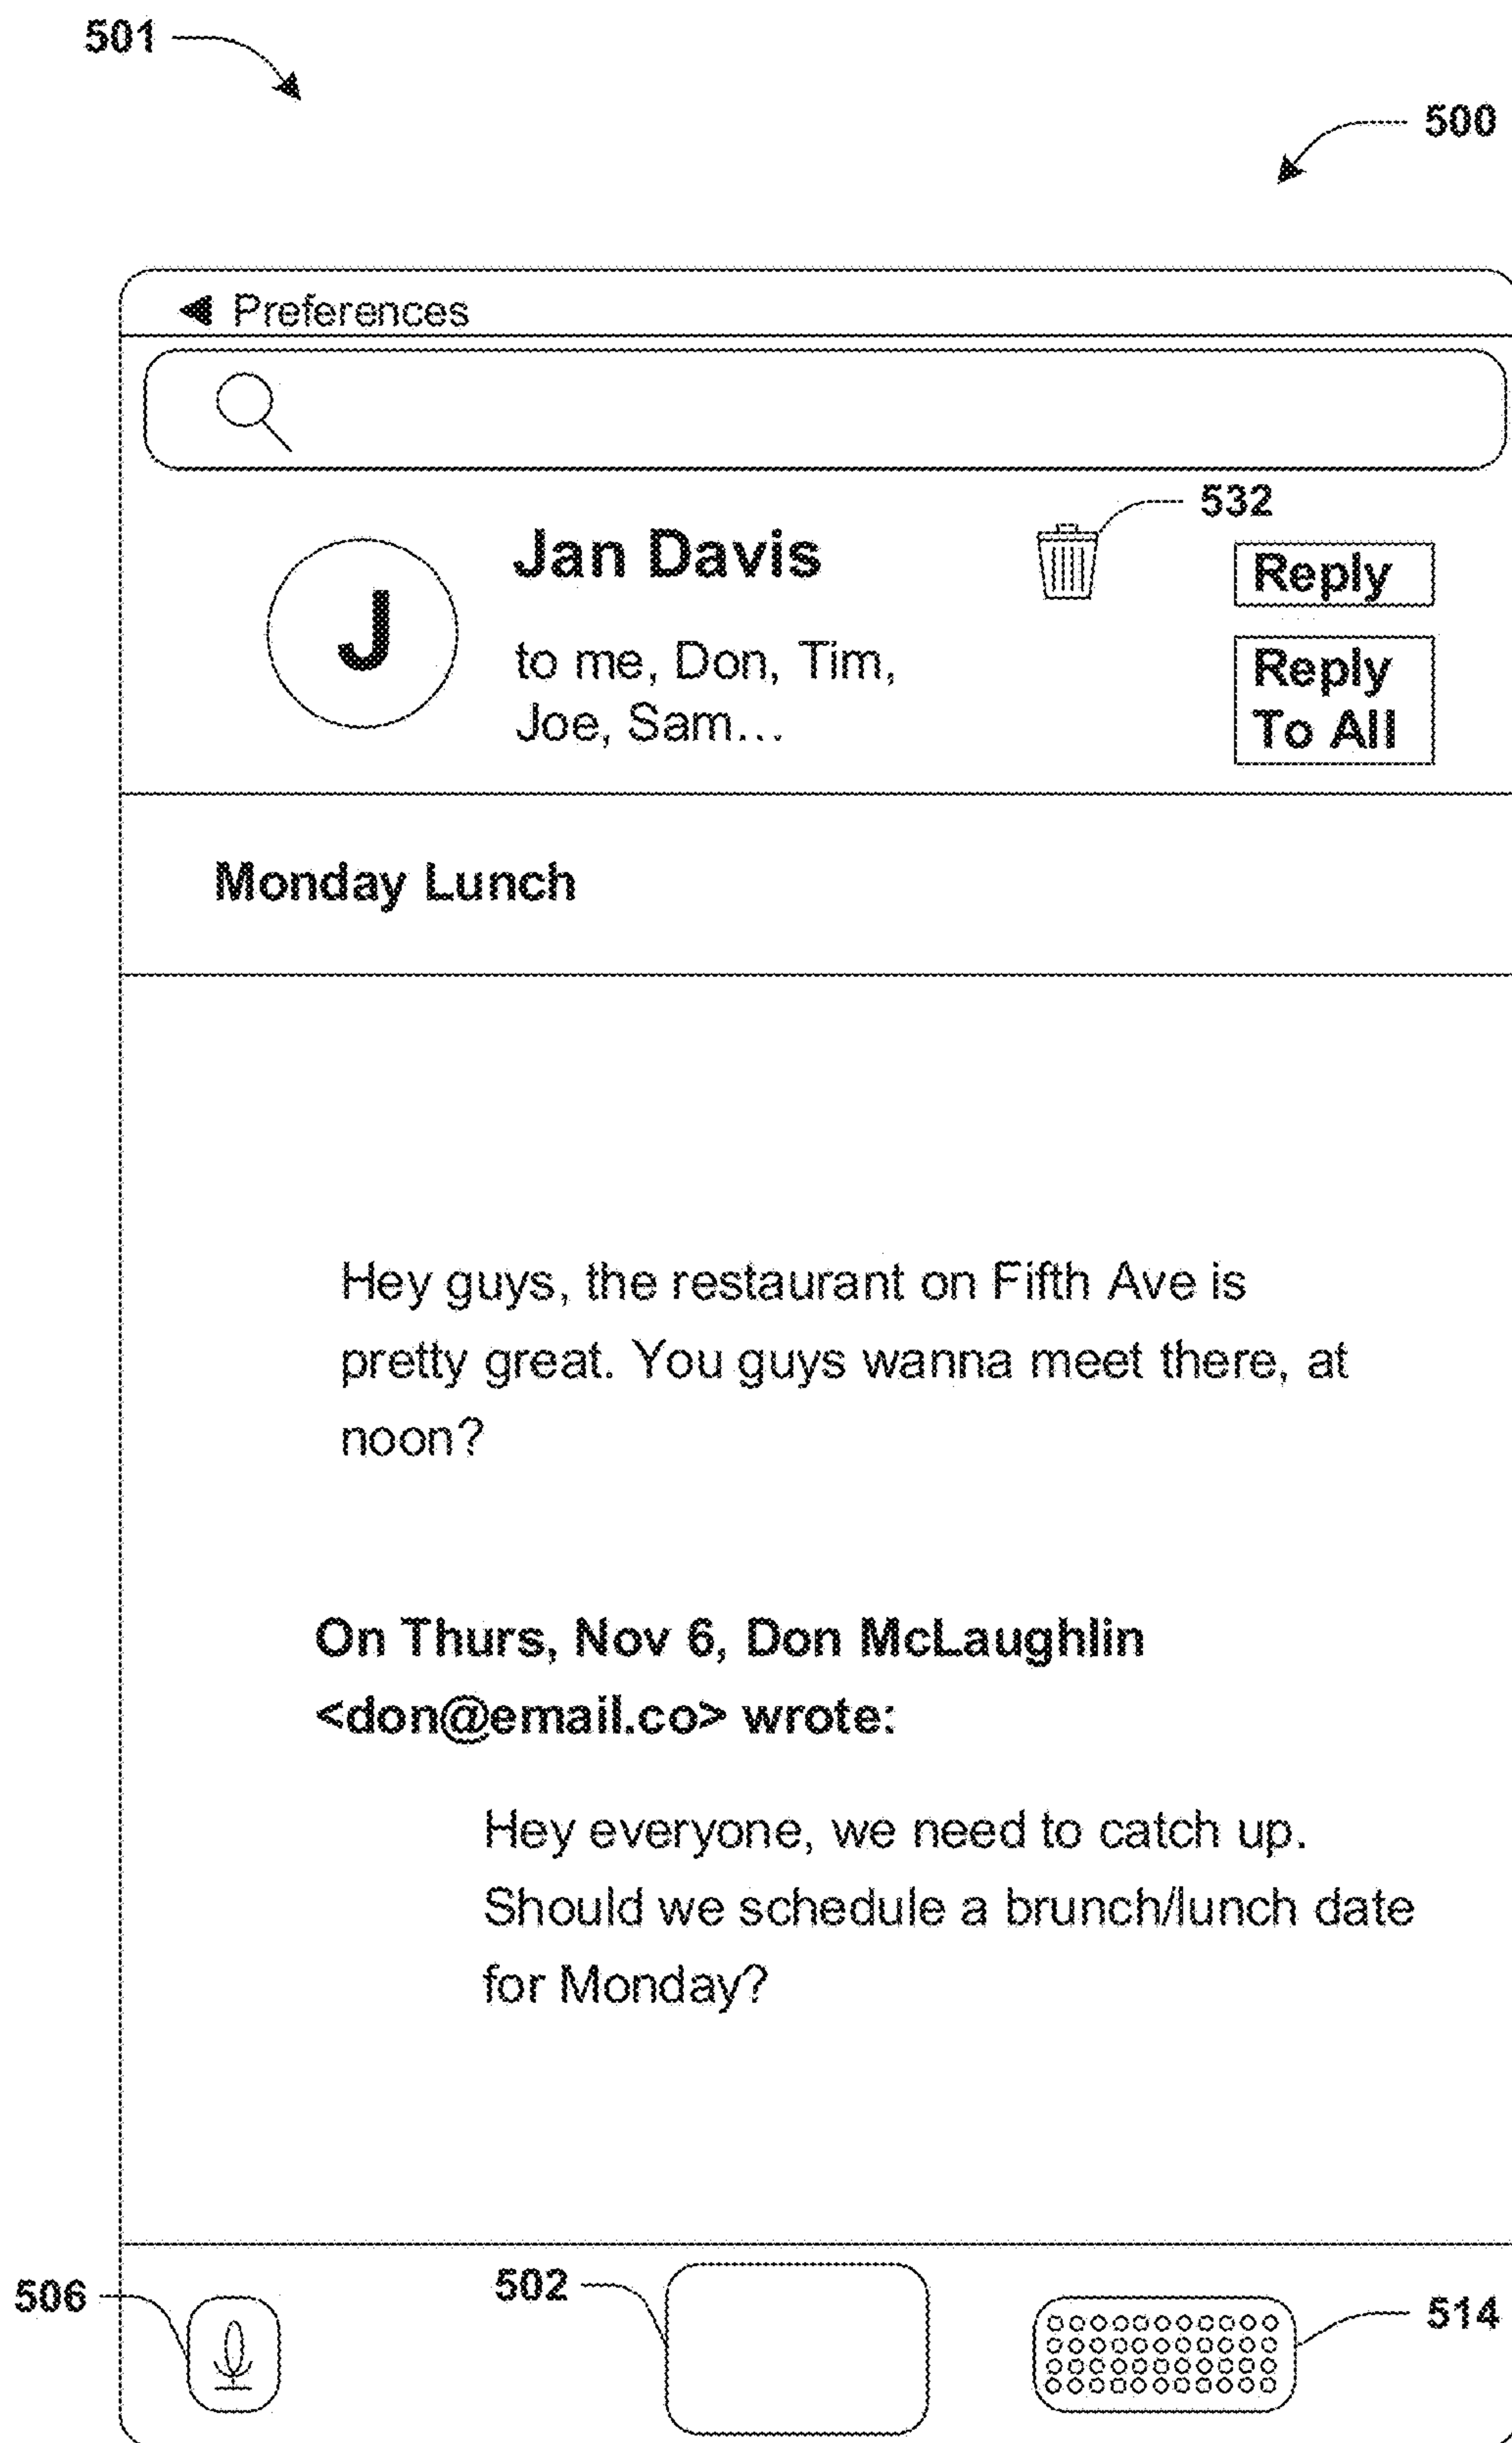 501
500
◄ Preferences
532
Jan Davis
Reply
J
to me, Don, Tim,
Joe, Sam...
Reply
To All
Monday Lunch
Hey guys, the restaurant on Fifth Ave is
pretty great. You guys wanna meet there, at
noon?
On Thurs, Nov 6, Don McLaughlin
<don@email.co> wrote:
Hey everyone, we need to catch up.
Should we schedule a brunch/lunch date
for Monday?
506
502
514